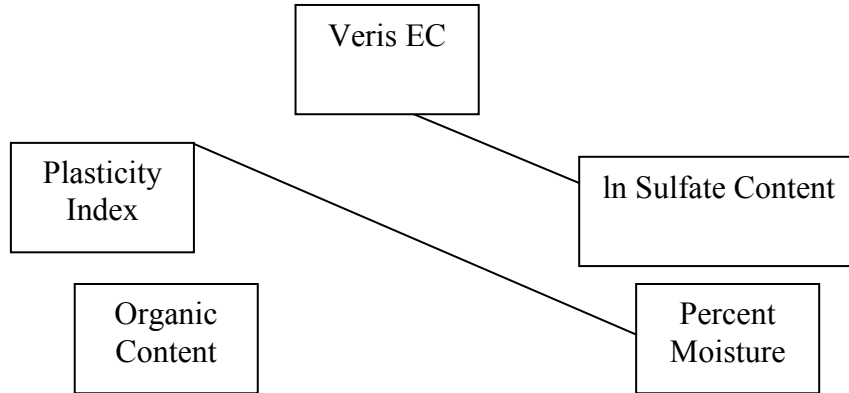 Veris EC
Plasticity
Index
ln Sulfate Content
Organic
Content
Percent
Moisture